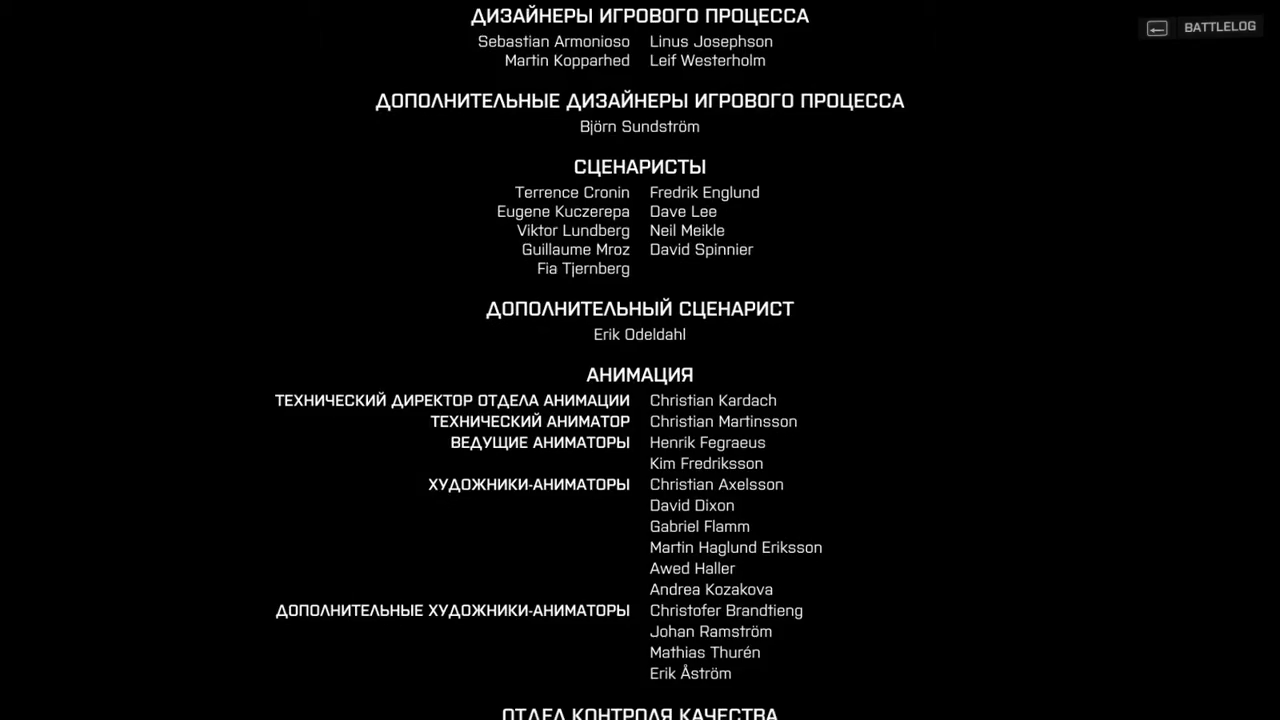 ДИЗАЙНЕРЫ ИГРОВОГО ПРОЦЕССА
BATTLELOG
Sebastian Armonioso Linus Josephson
Martin Kopparhed Leif Westerholm
ДОПОЛНИТЕЛЬНЫЕ ДИЗАЙНЕРЫ ИГРОВОГО ПРОЦЕССА
Björn Sundström
СЦЕНАРИСТЫ
Terrence Cronin Fredrik Englund
Eugene Kuczerepa Dave Lee
Viktor Lundberg Neil Meikle
Guillaume Mroz David Spinnier
Fia Tjernberg
ДОПОЛНИТЕЛЬНЫЙ СЦЕНАРИСТ
Erik Odeldahl
АНИМАЦИЯ
ТЕХНИЧЕСКИЙ ДИРЕКТОР ОТДЕЛА АНИМАЦИИ Christian Kardach
ТЕХНИЧЕСКИЙ АНИМАТОР Christian Martinsson
ВЕДУЩИЕ АНИМАТОРЫ Henrik Fegraeus
Kim Fredriksson
ХУДОЖНИКИ-АНИМАТОРЫ Christian Axelsson
David Dixon
Gabriel Flamm
Martin Haglund Eriksson
Awed Haller
Andrea Kozakova
ДОПОЛНИТЕЛЬНЫЕ ХУДОЖНИКИ-АНИМАТОРЫ Christofer Brandtieng
Johan Ramström
Mathias Thurén
Erik Åström
ОТДЕЛ КОНТРОЛЯ КАЧЕСТВА